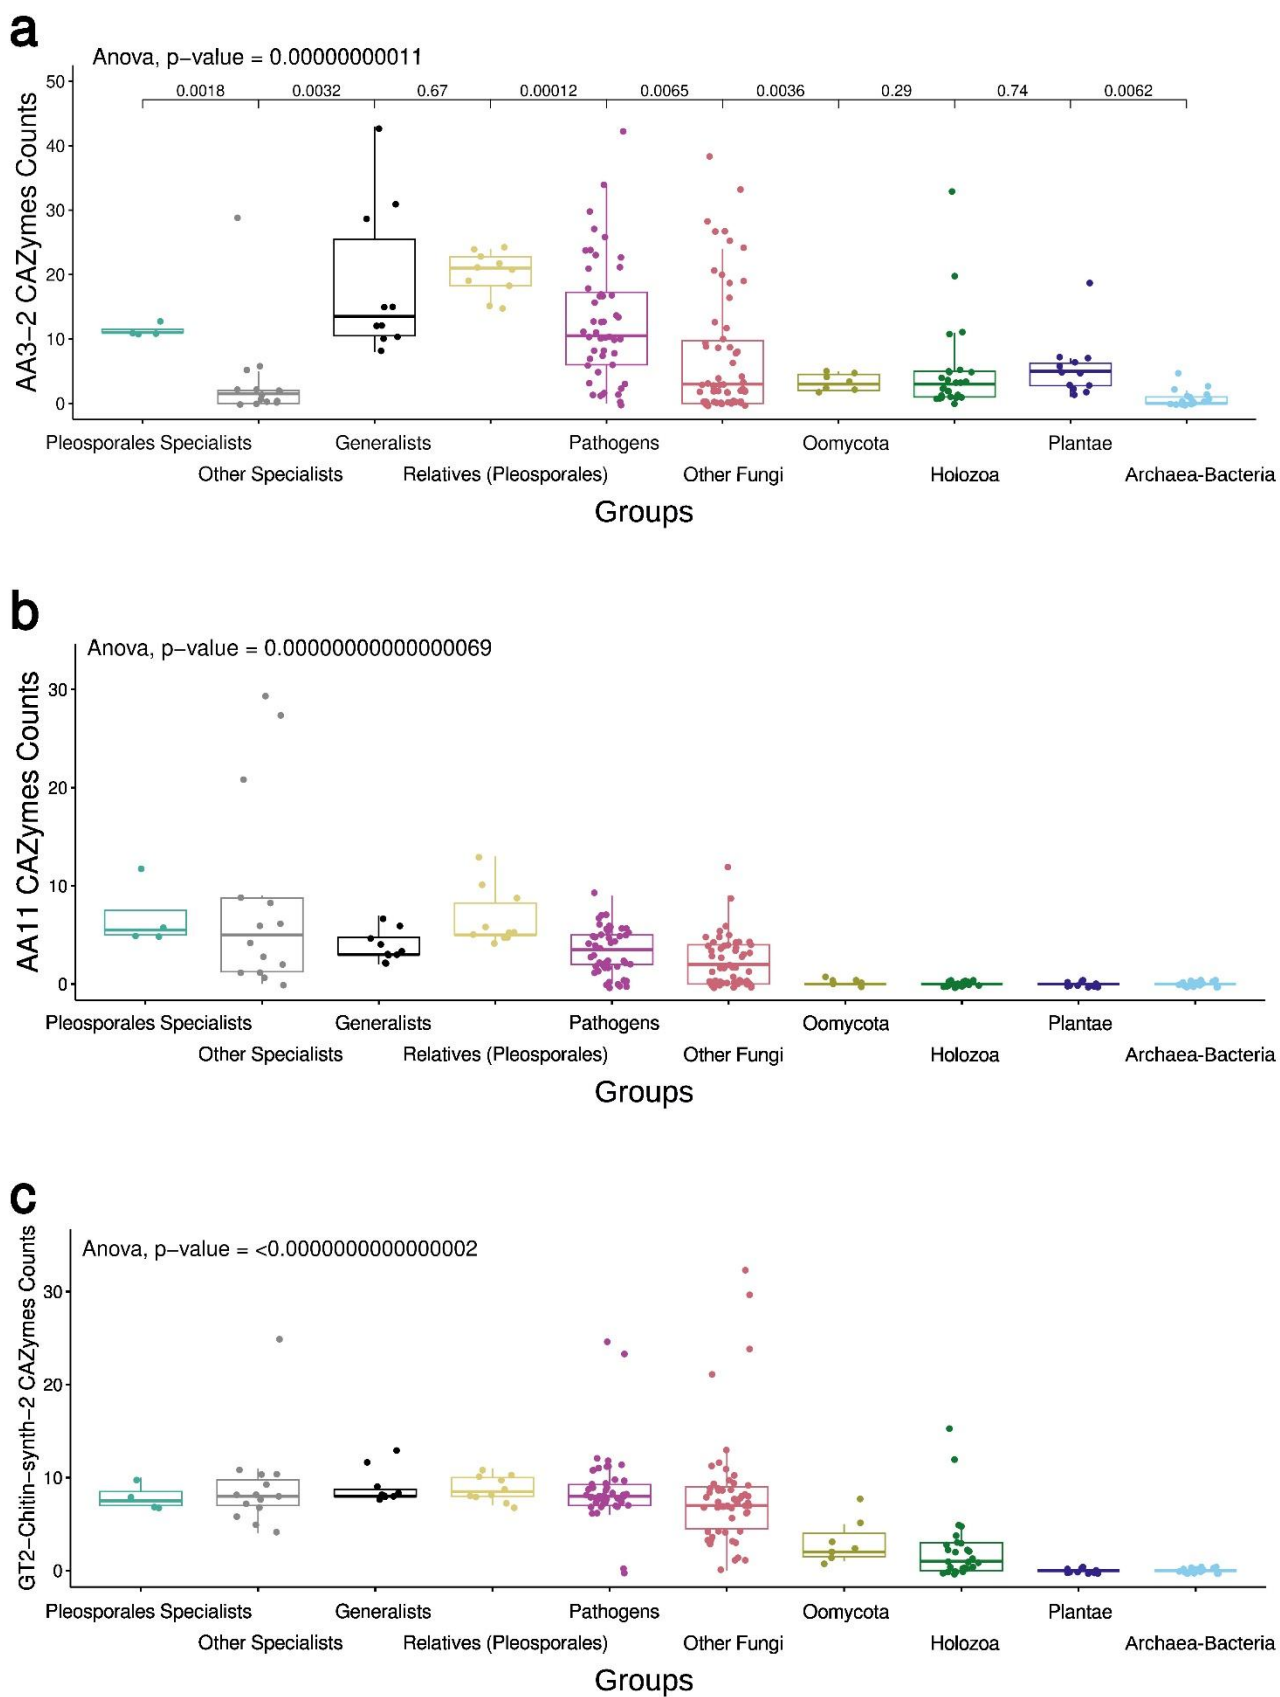 a
Anova, p−value = 0.00000000011
0.0018 0.0032 0.67 0.00012 0.0065 0.0036 0.29 0.74 0.0062
AA3−2 CAZymes Counts
50
40
30
20
10
0
Pleosporales Specialists Generalists Pathogens Oomycota Plantae
Other Specialists Relatives (Pleosporales) Other Fungi Holozoa Archaea-Bacteria
Groups
b
Anova, p−value = 0.000000000000000069
AA11 CAZymes Counts
30
20
10
0
Pleosporales Specialists Generalists Pathogens Oomycota Plantae
Other Specialists Relatives (Pleosporales) Other Fungi Holozoa Archaea-Bacteria
Groups
c
Anova, p−value = <0.0000000000000002
GT2−Chitin−synth−2 CAZymes Counts
30
20
10
0
Pleosporales Specialists Generalists Pathogens Oomycota Plantae
Other Specialists Relatives (Pleosporales) Other Fungi Holozoa Archaea-Bacteria
Groups